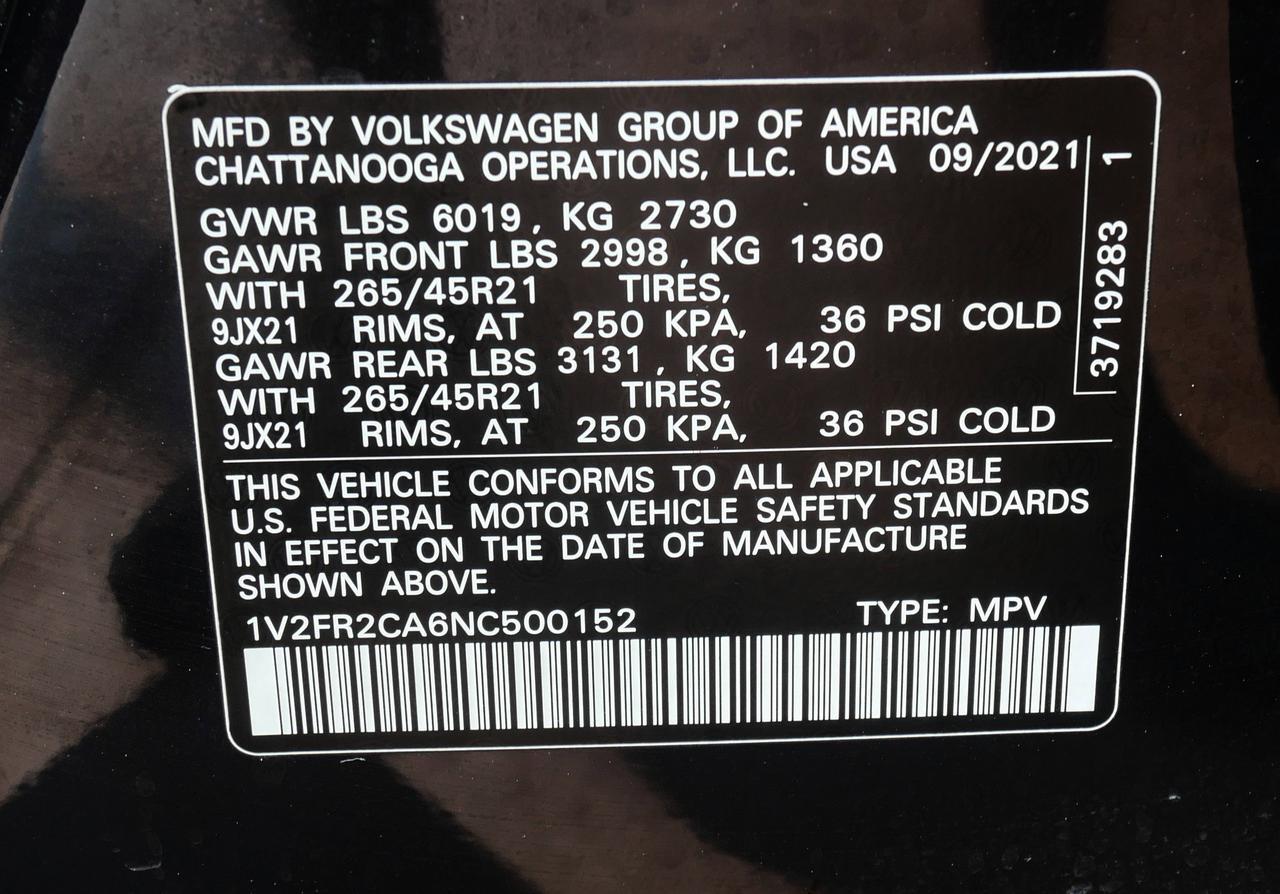 MFD BY VOLKSWAGEN GROUP OF AMERICA
CHATTANOOGA OPERATIONS, LLC. USA 09/2021
GVWR LBS 6019, KG 2730
GAWR FRONT LBS 2998, KG 1360
WITH 265/45R21 TIRES,
9JX21 RIMS, AT 250 KPA, 36 PSI COLD
GAWR REAR LBS 3131, KG 1420
WITH 265/45R21 TIRES,
9JX21 RIMS, AT 250 KPA, 36 PSI COLD
3719283 1
THIS VEHICLE CONFORMS TO ALL APPLICABLE
U.S. FEDERAL MOTOR VEHICLE SAFETY STANDARDS
IN EFFECT ON THE DATE OF MANUFACTURE
SHOWN ABOVE.
1V2FR2CA6NC500152 TYPE: MPV